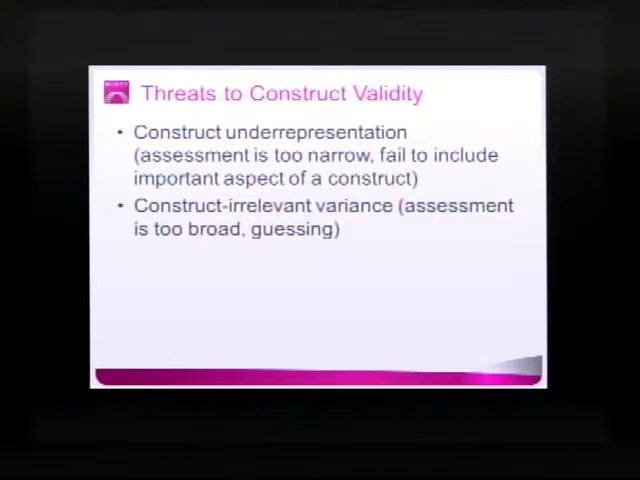 Threats to Construct Validity
• Construct underrepresentation
(assessment is too narrow, fail to include
important aspect of a construct)
• Construct-irrelevant variance (assessment
is too broad, guessing)